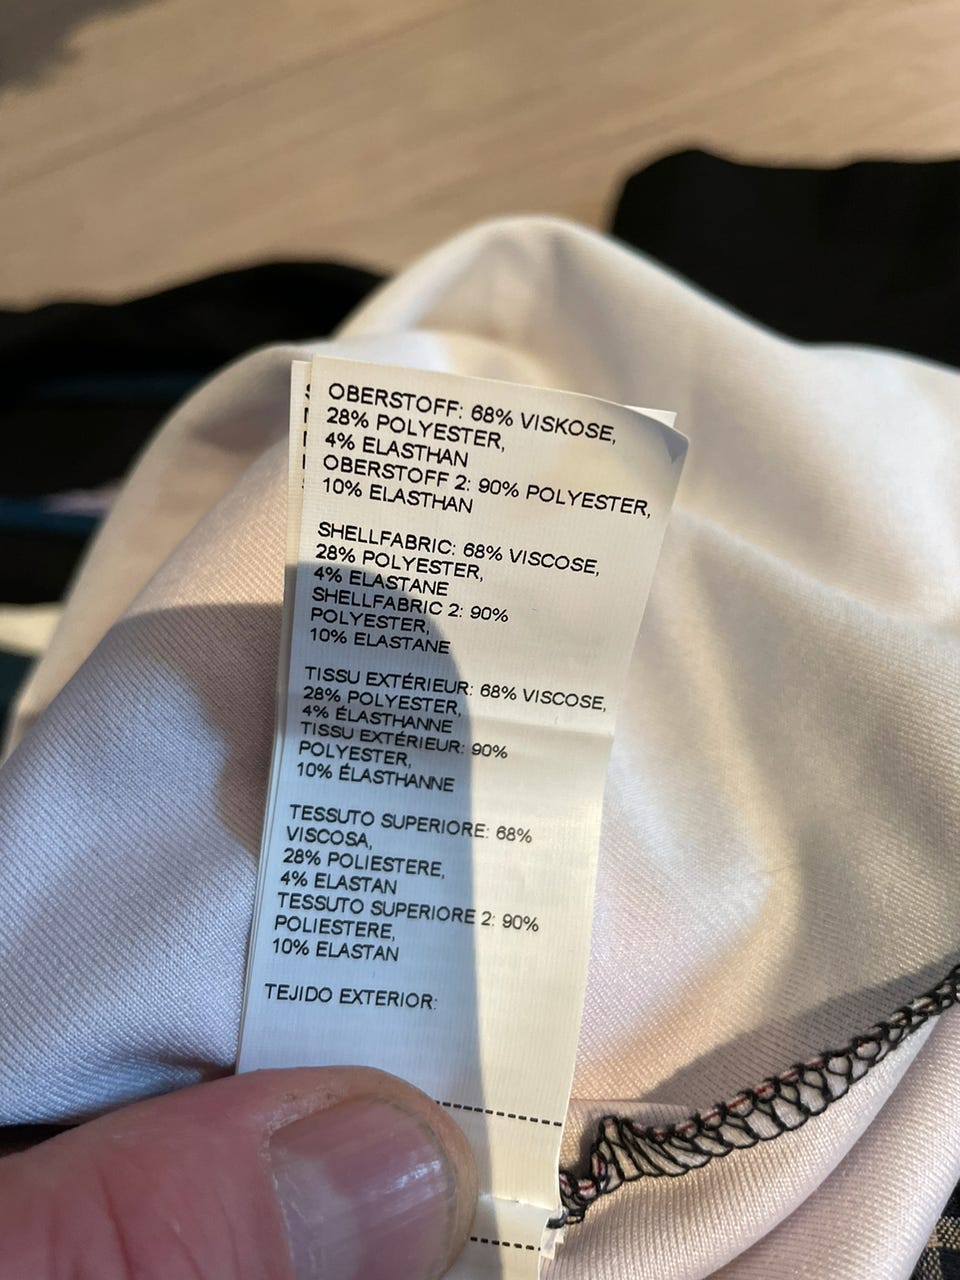 OBERSTOFF: 68% VISKOSE,
28% POLYESTER,
4% ELASTHAN
OBERSTOFF 2: 90% POLYESTER,
10% ELASTHAN
SHELLFABRIC: 68% VISCOSE,
28% POLYESTER,
4% ELASTANE
SHELLFABRIC 2: 90%
POLYESTER,
10% ELASTANE
TISSU EXTÉRIEUR: 68% VISCOSE,
28% POLYESTER,
4% ÉLASTHANNE
TISSU EXTÉRIEUR: 90%
POLYESTER,
10% ÉLASTHANNE
TESSUTO SUPERIORE: 68%
VISCOSA,
28% POLIESTERE,
4% ELASTAN
TESSUTO SUPERIORE 2: 90%
POLIESTERE,
10% ELASTAN
TEJIDO EXTERIOR: